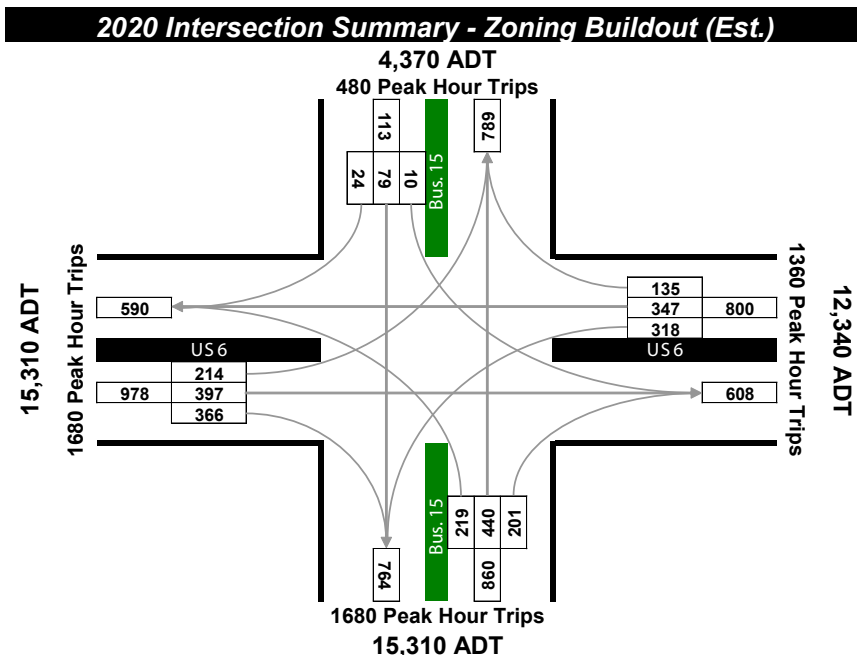 2020 Intersection Summary - Zoning Buildout (Est.)
4,370 ADT
480 Peak Hour Trips
113
24 79 10
Bus. 15
789
15,310 ADT
1680 Peak Hour Trips
590
US 6
214
978 397
366
135
347 800
318
US 6
608
1360 Peak Hour Trips
12,340 ADT
764
Bus. 15
219 440 201
860
1680 Peak Hour Trips
15,310 ADT